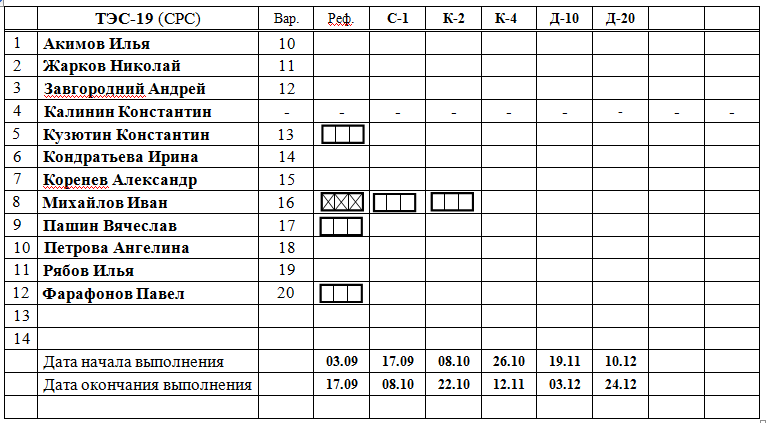 ТЭС-19 (СРС) Вар. Реф. С-1 К-2 К-4 Д-10 Д-20
1 Акимов Илья 10
2 Жарков Николай 11
3 Завгородний Андрей 12
4 Калинин Константин - - - - - - - - -
5 Кузютин Константин 13
6 Кондратьева Ирина 14
7 Коренев Александр 15
8 Михайлов Иван 16
9 Пашин Вячеслав 17
10 Петрова Ангелина 18
11 Рябов Илья 19
12 Фарафонов Павел 20
13
14
Дата начала выполнения 03.09 17.09 08.10 26.10 19.11 10.12
Дата окончания выполнения 17.09 08.10 22.10 12.11 03.12 24.12